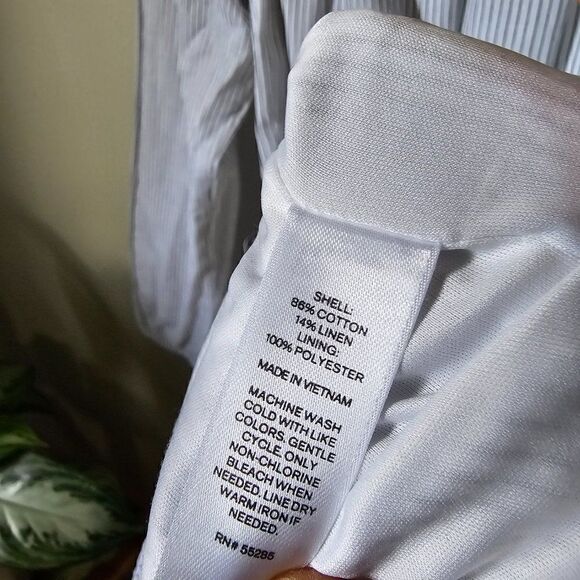 SHELL:
86% COTTON
14% LINEN
LINING:
100% POLYESTER
MADE IN VIETNAM
MACHINE WASH
COLD WITH LIKE
COLORS. GENTLE
CYCLE. ONLY
NON-CHLORINE
BLEACH WHEN
NEEDED. LINE DRY
WARM IRON IF
NEEDED.
RN# 55285